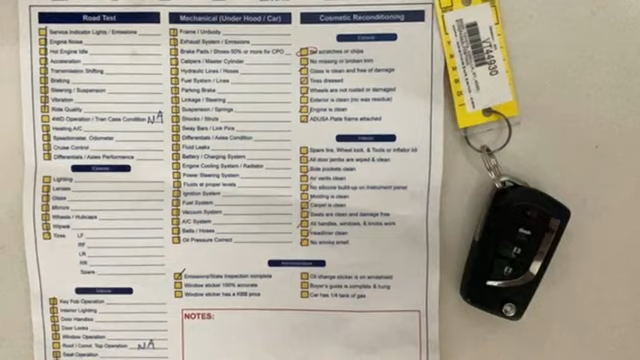 Road Test
Service Indicator Lights / Emissions
Engine Noise
Hot Engine Idle
Acceleration
Transmission Shifting
Braking
Steering / Suspension
Vibration
Ride Quality
4WD Operation / Tran Case Condition NA
Heating A/C
Speedometer, Odometer
Cruise Control
Differentials / Axles Performance
Exterior
Lighting
Lenses
Glass
Mirrors
Wheels / Hubcaps
Wipers
Tires LF
RF
LR
RR
Spare
Interior
Key Fob Operation
Interior Lighting
Door Handles
Door Locks
Window Operation
Roof / Convt. Top Operation NA
Seat Operation
Mechanical (Under Hood / Car)
Frame / Unibody
Exhaust System / Emissions
Brake Pads / Shoes 50% or more for CPO
Calipers / Master Cylinder
Hydraulic Lines / Hoses
Fuel System / Lines
Parking Brake
Linkage / Steering
Suspension / Springs
Shocks / Struts
Sway Bars / Link Pins
Differentials / Axles Condition
Fluid Leaks
Battery / Charging System
Engine Cooling System / Radiator
Power Steering System
Fluids at proper levels
Ignition System
Fuel System
Vacuum System
A/C System
Belts / Hoses
Oil Pressure Correct
Cosmetic Reconditioning
Exterior
No scratches or chips
No missing or broken trim
Glass is clean and free of damage
Tires dressed
Wheels are not rusted or damaged
Exterior is clean (no wax residue)
Engine is clean
ADUSA Plate frame attached
Interior
Spare tire, Wheel lock, & Tools or inflator kit
All door jambs are wiped & clean
Side pockets clean
Air vents clean
No silicone build-up on instrument panel
Molding is clean
Carpet is clean
Seats are clean and damage free
All handles, windows, & knobs work
Headliner clean
No smoky smell
Administrative
Emissions/State Inspection complete
Window sticker 100% accurate
Window sticker has a KBB price
Oil change sticker is on windshield
Buyer's guide is complete & hung
Car has 1/4 tank of gas
NOTES:
VT44930